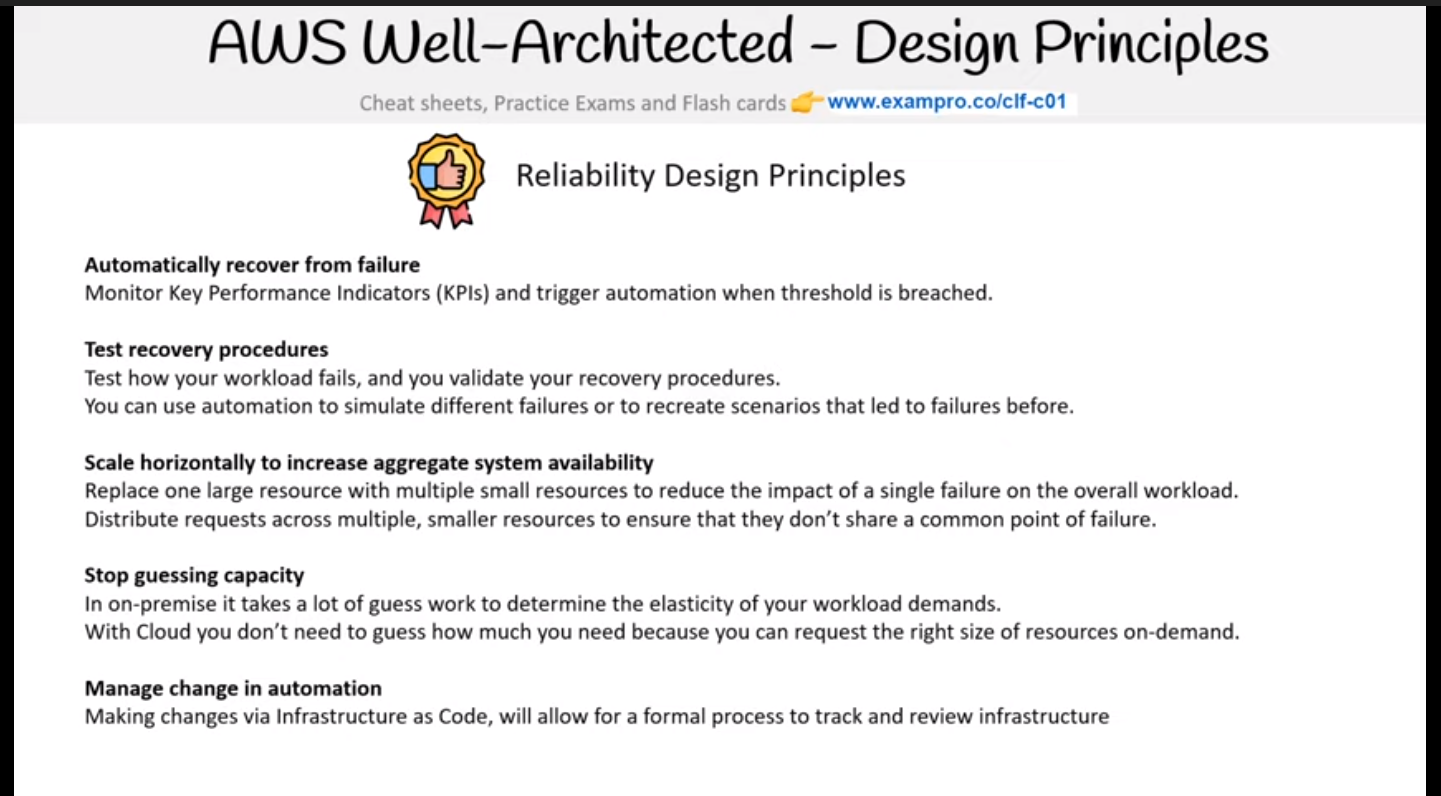 AWS Well-Architected – Design Principles
Cheat sheets, Practice Exams and Flash cards 👉 www.exampro.co/clf-c01
Reliability Design Principles
Automatically recover from failure
Monitor Key Performance Indicators (KPIs) and trigger automation when threshold is breached.
Test recovery procedures
Test how your workload fails, and you validate your recovery procedures.
You can use automation to simulate different failures or to recreate scenarios that led to failures before.
Scale horizontally to increase aggregate system availability
Replace one large resource with multiple small resources to reduce the impact of a single failure on the overall workload.
Distribute requests across multiple, smaller resources to ensure that they don’t share a common point of failure.
Stop guessing capacity
In on-premise it takes a lot of guess work to determine the elasticity of your workload demands.
With Cloud you don’t need to guess how much you need because you can request the right size of resources on-demand.
Manage change in automation
Making changes via Infrastructure as Code, will allow for a formal process to track and review infrastructure